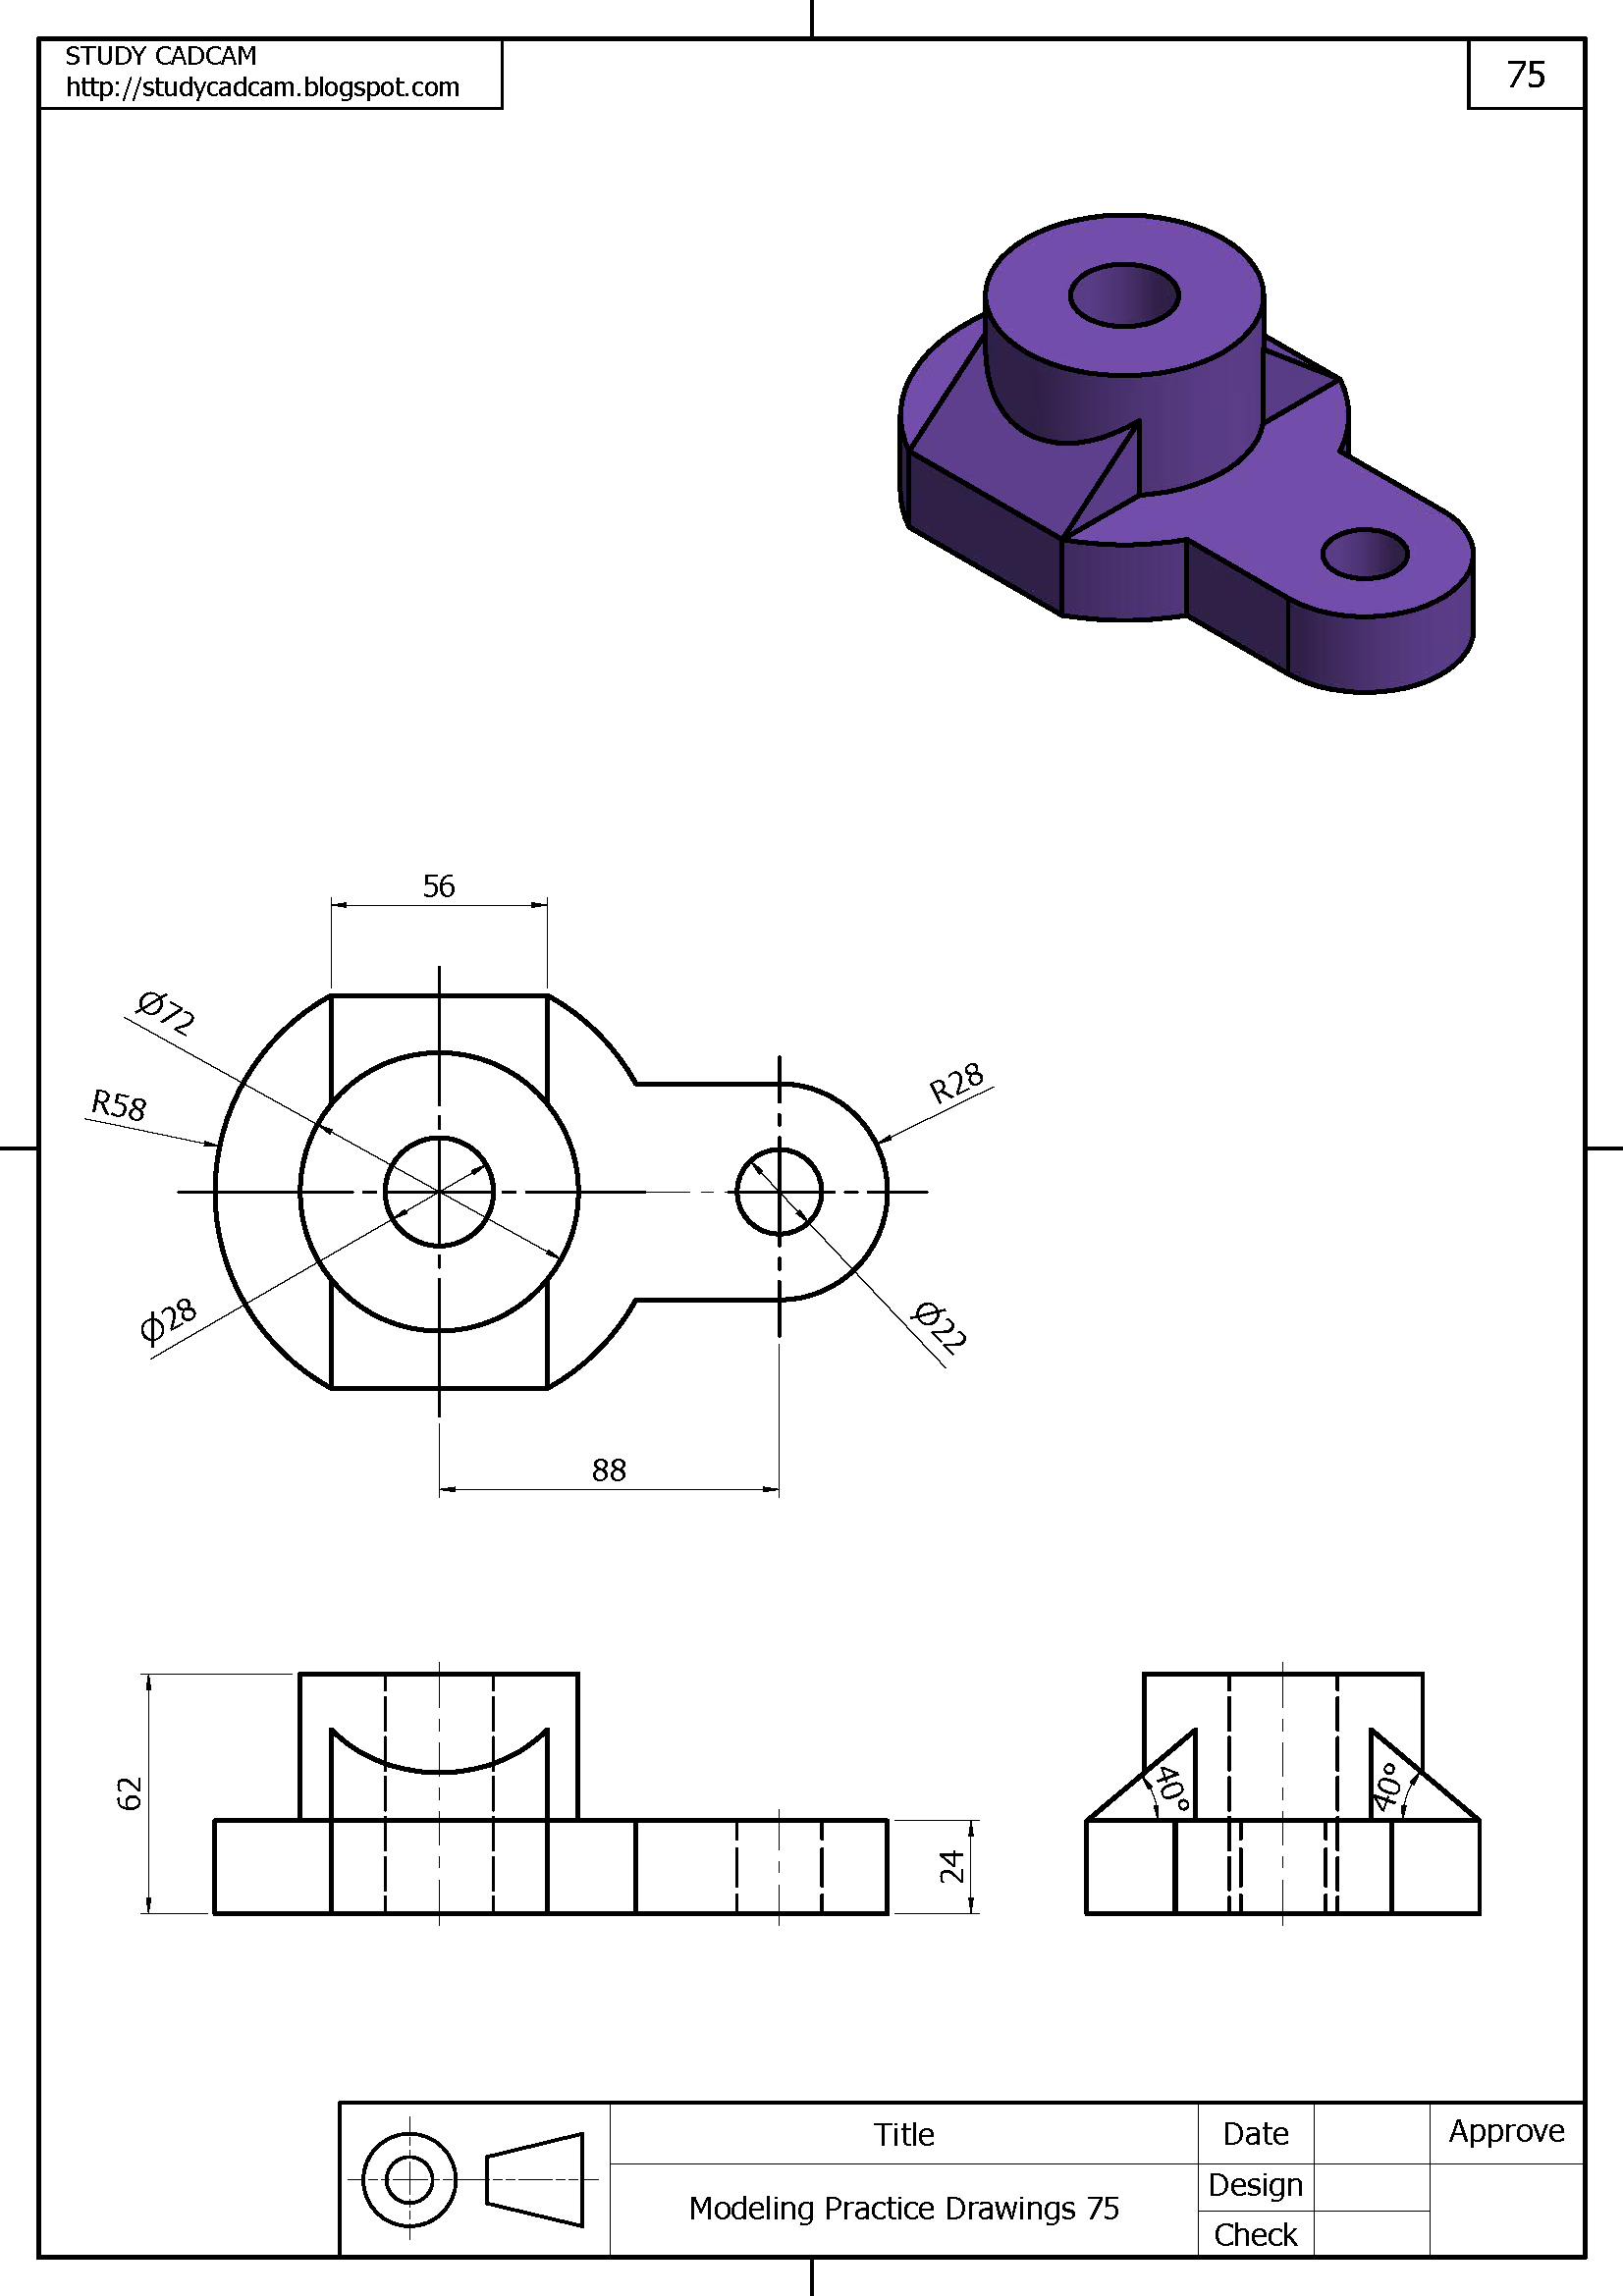 STUDY CADCAM
http://studycadcam.blogspot.com
75
56
Ø72
R58
R28
ϕ28
Ø22
88
62
24
40°
40°
Title
Date
Approve
Modeling Practice Drawings 75
Design
Check